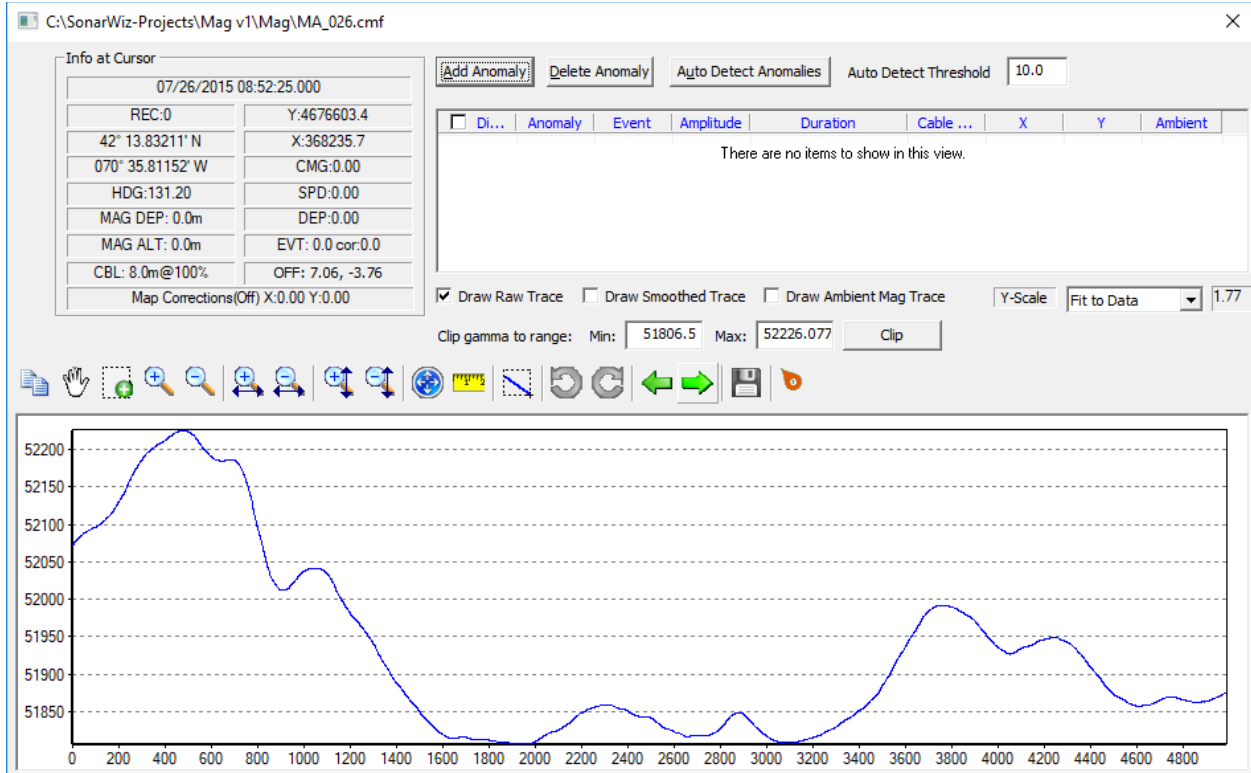 C:\SonarWiz-Projects\Mag v1\Mag\MA_026.cmf
Info at Cursor
07/26/2015 08:52:25.000
REC:0 Y:4676603.4
42° 13.83211' N X:368235.7
070° 35.81152' W CMG:0.00
HDG:131.20 SPD:0.00
MAG DEP: 0.0m DEP:0.00
MAG ALT: 0.0m EVT: 0.0 cor:0.0
CBL: 8.0m@100% OFF: 7.06, -3.76
Map Corrections(Off) X:0.00 Y:0.00
Add Anomaly Delete Anomaly Auto Detect Anomalies Auto Detect Threshold 10.0
Di... Anomaly Event Amplitude Duration Cable ... X Y Ambient
There are no items to show in this view.
Draw Raw Trace Draw Smoothed Trace Draw Ambient Mag Trace Y-Scale Fit to Data 1.77
Clip gamma to range: Min: 51806.5 Max: 52226.077 Clip
52200
52150
52100
52050
52000
51950
51900
51850
0 200 400 600 800 1000 1200 1400 1600 1800 2000 2200 2400 2600 2800 3000 3200 3400 3600 3800 4000 4200 4400 4600 4800